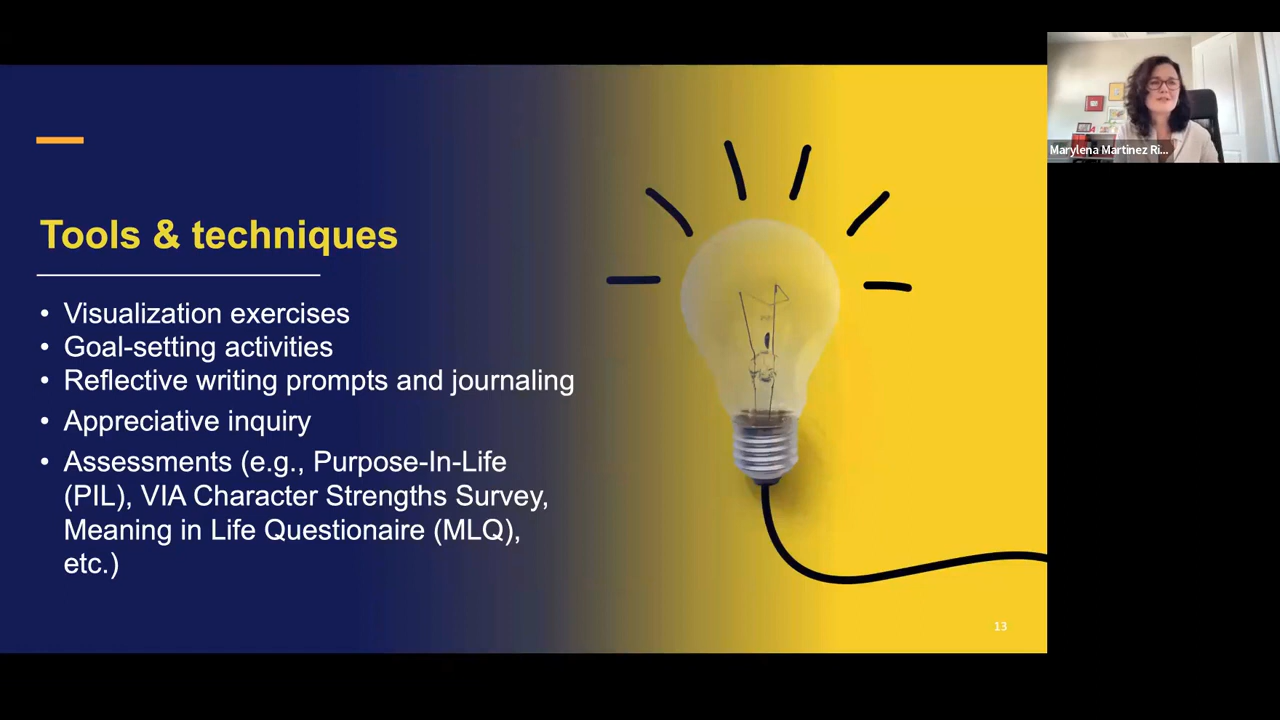 Tools & techniques
• Visualization exercises
• Goal-setting activities
• Reflective writing prompts and journaling
• Appreciative inquiry
• Assessments (e.g., Purpose-In-Life
(PIL), VIA Character Strengths Survey,
Meaning in Life Questionaire (MLQ),
etc.)
13
Marylena Martinez Ri...